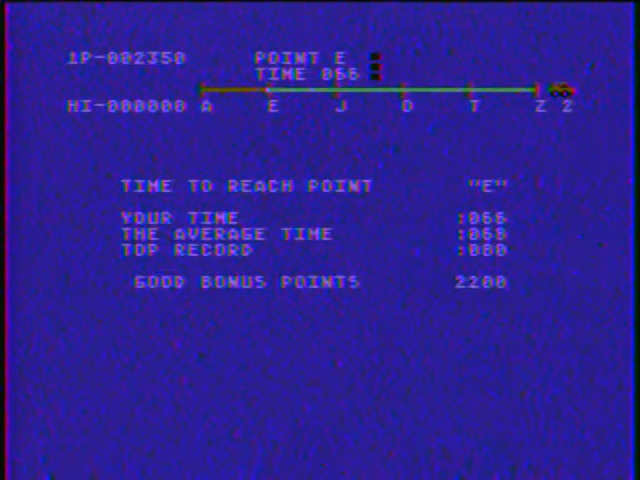 1P-002350 POINT E
TIME 066
HI-000000 A E J O T Z 2
TIME TO REACH POINT "E"
YOUR TIME :066
THE AVERAGE TIME :068
TOP RECORD :080
GOOD BONUS POINTS 2200